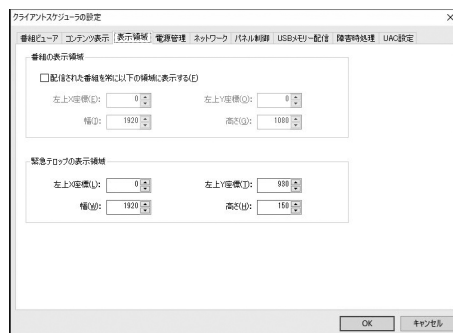 クライアントスケジューラの設定
番組ビューア コンテンツ表示 表示領域 電源管理 ネットワーク パネル制御 USBメモリー配信 障害時処理 UAC設定
番組の表示領域
配信された番組を常に以下の領域に表示する(F)
左上X座標(E): 0 左上Y座標(O): 0
幅(I): 1920 高さ(G): 1080
緊急テロップの表示領域
左上X座標(L): 0 左上Y座標(T): 930
幅(W): 1920 高さ(H): 150
OK キャンセル